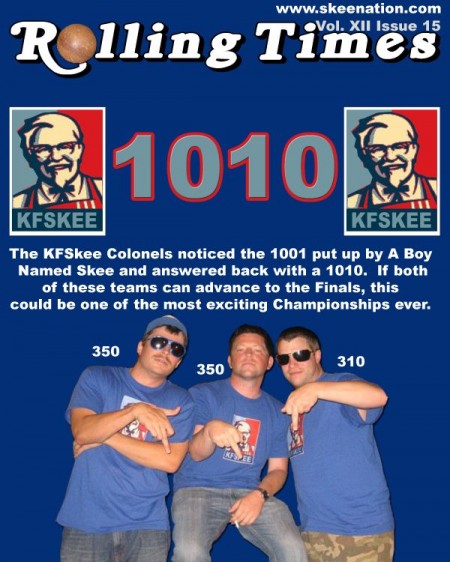 www.skeenation.com
Vol. XII Issue 15
Rolling Times
1010
KFSKEE
KFSKEE
The KFSkee Colonels noticed the 1001 put up by A Boy
Named Skee and answered back with a 1010. If both
of these teams can advance to the Finals, this
could be one of the most exciting Championships ever.
350
350
310
KFSKEE
KFSKEE